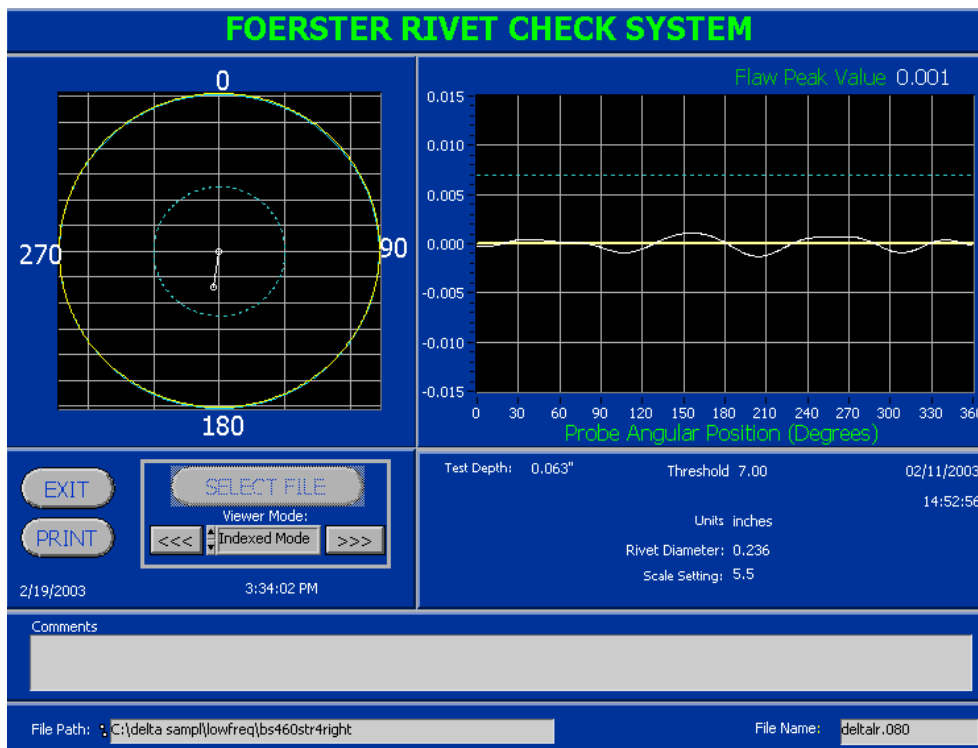 FOERSTER RIVET CHECK SYSTEM
0
270
90
180
Flaw Peak Value 0.001
0.015
0.010
0.005
0.000
-0.005
-0.010
-0.015
0 30 60 90 120 150 180 210 240 270 300 330 360
Probe Angular Position (Degrees)
EXIT
PRINT
SELECT FILE
Viewer Mode:
<<< Indexed Mode >>>
2/19/2003 3:34:02 PM
Test Depth: 0.063" Threshold 7.00 02/11/2003
14:52:56
Units inches
Rivet Diameter: 0.236
Scale Setting: 5.5
Comments
File Path: C:\delta sampl\lowfreq\bs460str4right
File Name: deltalr.080